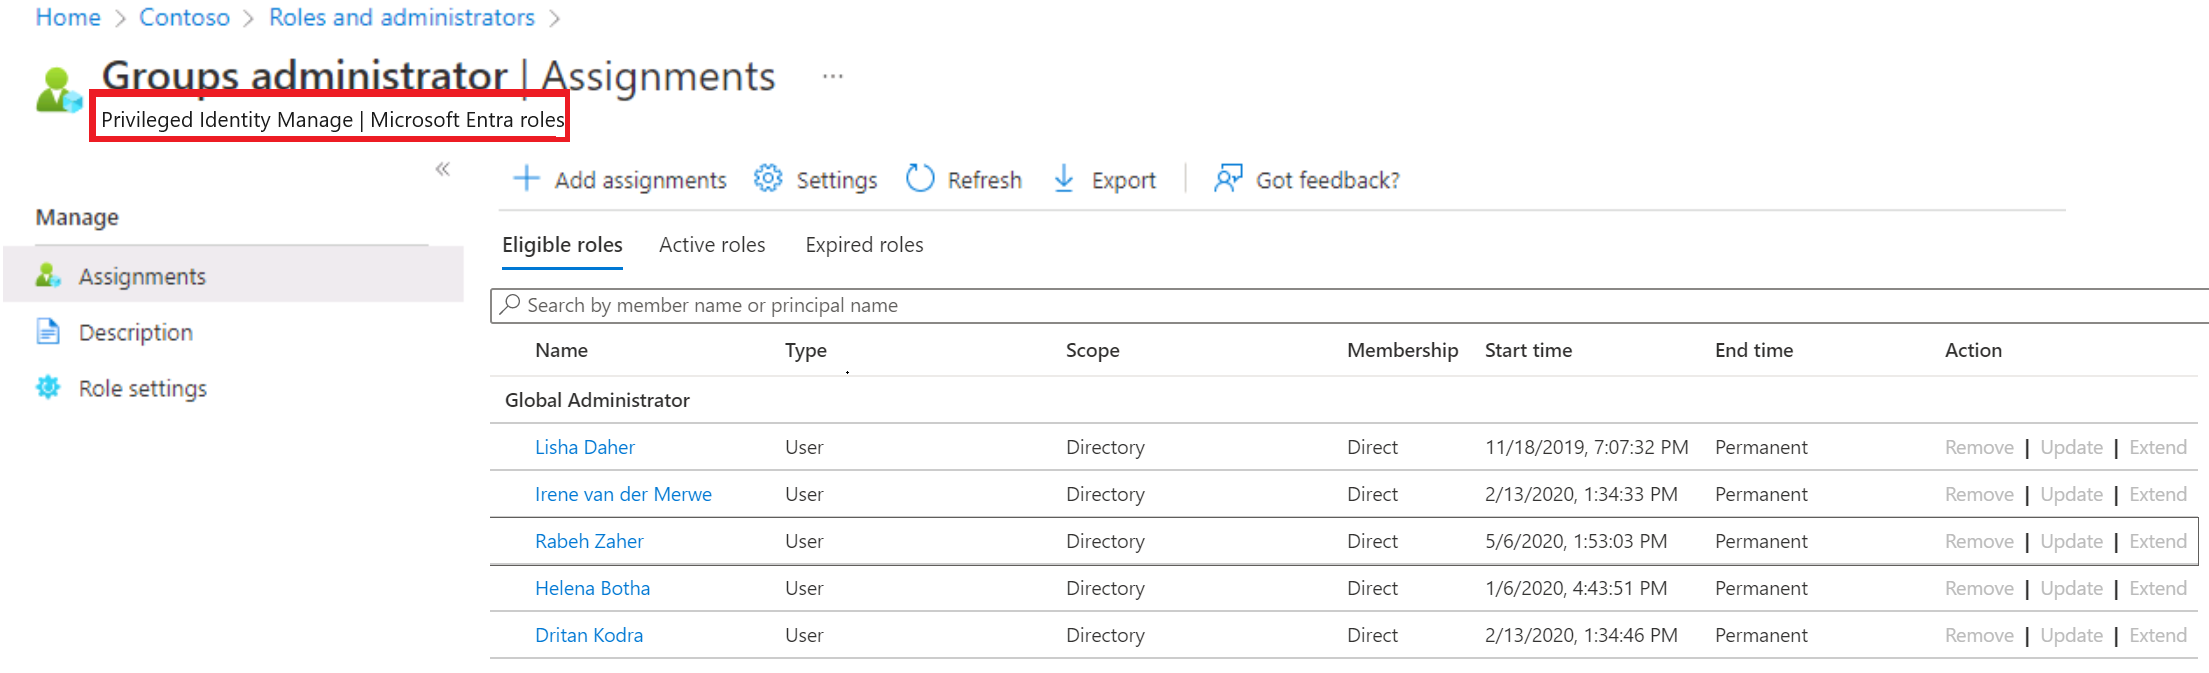 Home > Contoso > Roles and administrators >
Groups administrator | Assignments ...
Privileged Identity Manage | Microsoft Entra roles
«
Manage
Assignments
Description
Role settings
+ Add assignments Settings Refresh Export | Got feedback?
Eligible roles Active roles Expired roles
Search by member name or principal name
Name Type Scope Membership Start time End time Action
Global Administrator
Lisha Daher User Directory Direct 11/18/2019, 7:07:32 PM Permanent Remove | Update | Extend
Irene van der Merwe User Directory Direct 2/13/2020, 1:34:33 PM Permanent Remove | Update | Extend
Rabeh Zaher User Directory Direct 5/6/2020, 1:53:03 PM Permanent Remove | Update | Extend
Helena Botha User Directory Direct 1/6/2020, 4:43:51 PM Permanent Remove | Update | Extend
Dritan Kodra User Directory Direct 2/13/2020, 1:34:46 PM Permanent Remove | Update | Extend